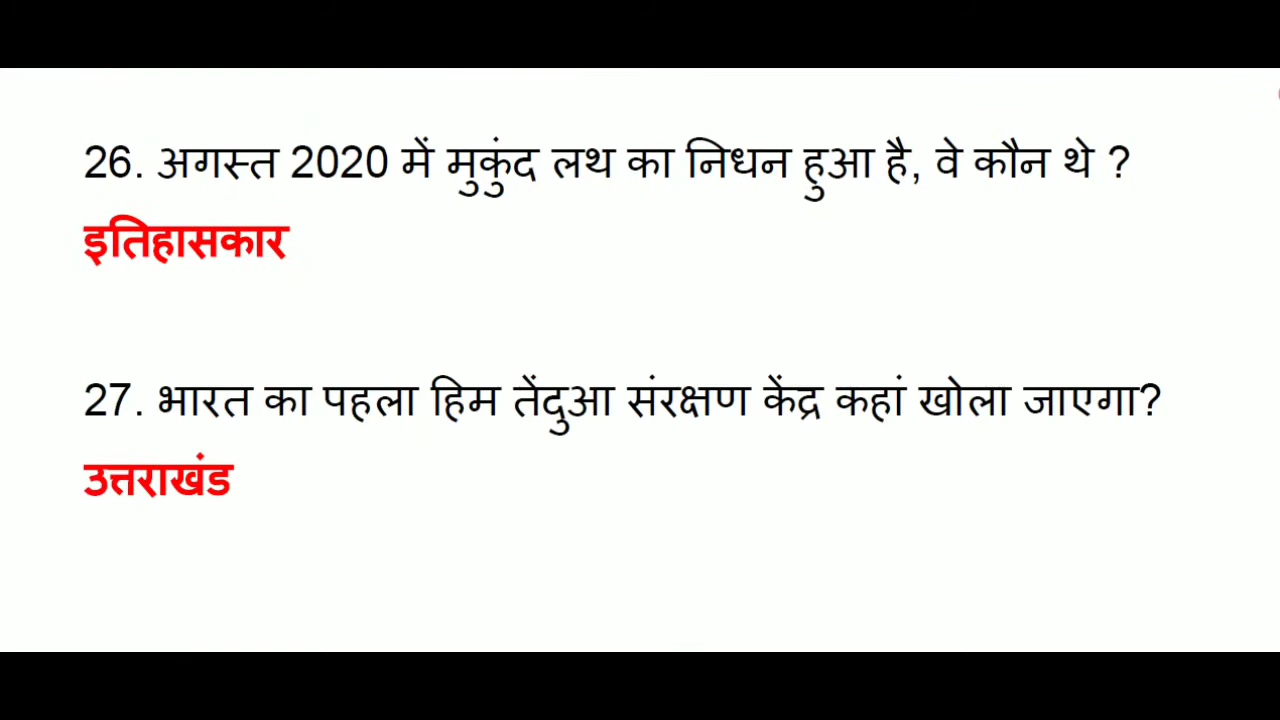 26. अगस्त 2020 में मुकुंद लथ का निधन हुआ है, वे कौन थे ?
इतिहासकार
27. भारत का पहला हिम तेंदुआ संरक्षण केंद्र कहां खोला जाएगा?
उत्तराखंड